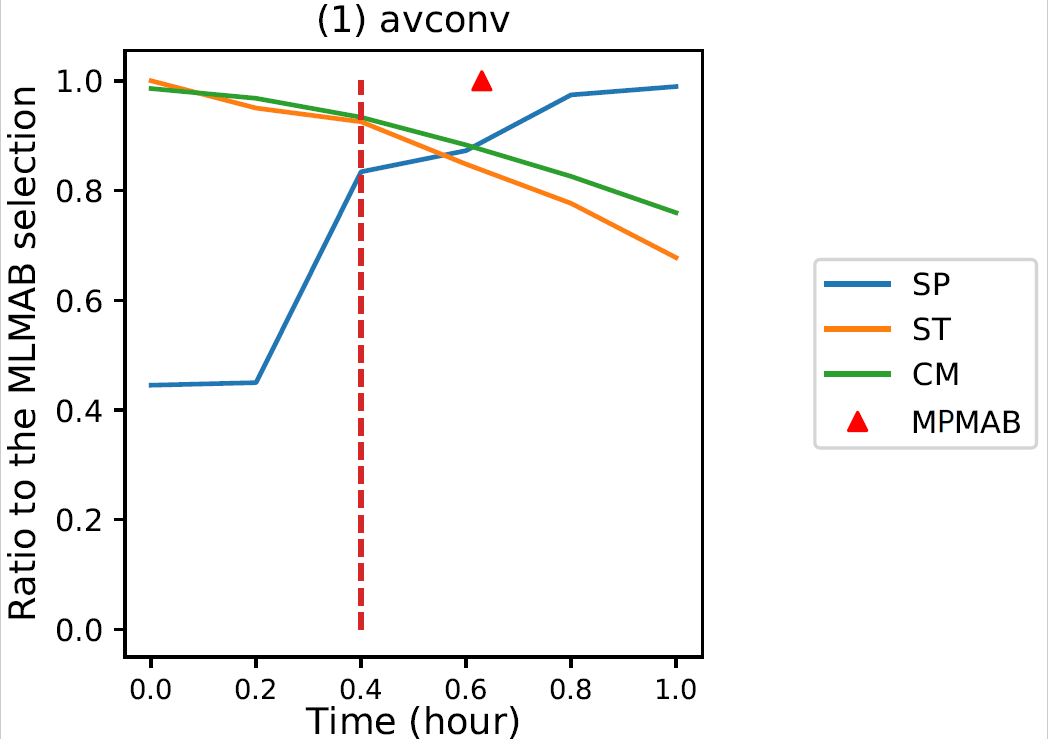 (1) avconv
Ratio to the MLMAB selection
1.0
0.8
0.6
0.4
0.2
0.0
0.0 0.2 0.4 0.6 0.8 1.0
Time (hour)
SP
ST
CM
MPMAB